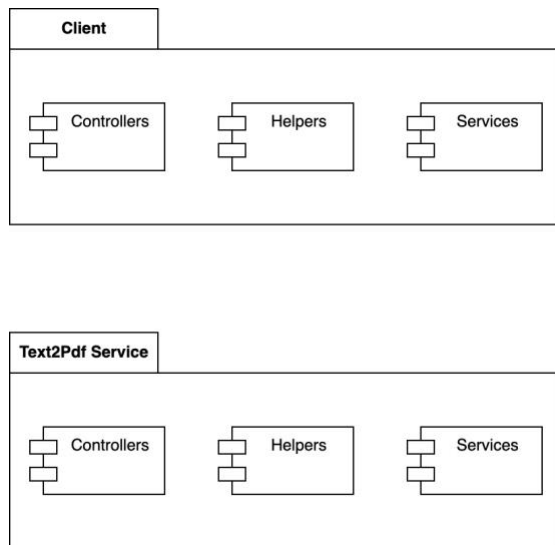 Client
Controllers
Helpers
Services
Text2Pdf Service
Controllers
Helpers
Services